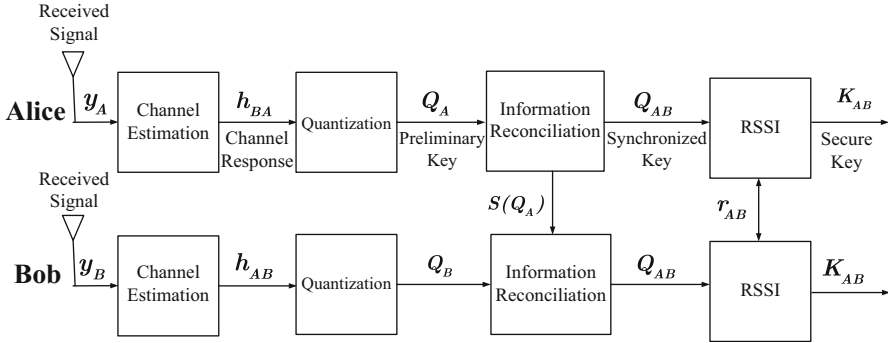 Received
Signal
Alice
y_A
Channel
Estimation
h_BA
Channel
Response
Quantization
Q_A
Preliminary
Key
Information
Reconciliation
Q_AB
Synchronized
Key
RSSI
K_AB
Secure
Key
S(Q_A)
r_AB
Received
Signal
Bob
y_B
Channel
Estimation
h_AB
Quantization
Q_B
Information
Reconciliation
Q_AB
RSSI
K_AB